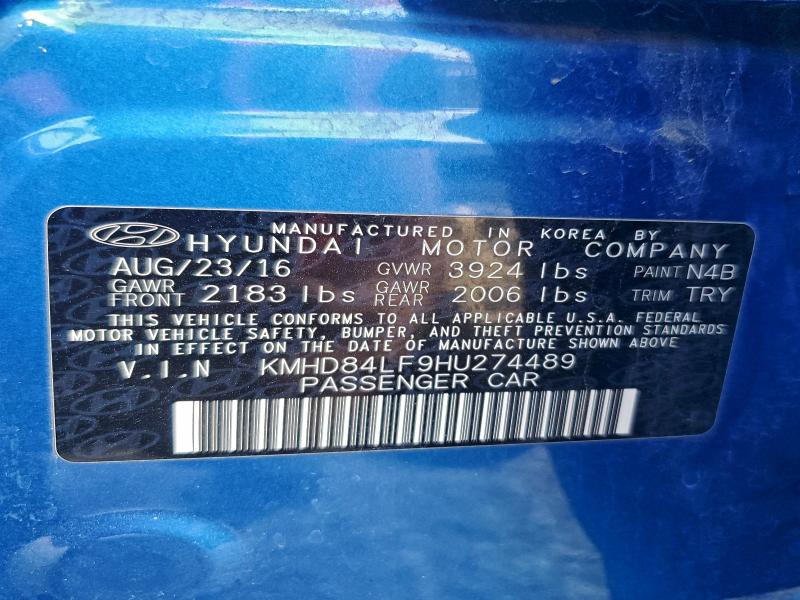 MANUFACTURED IN KOREA BY
HYUNDAI MOTOR COMPANY
AUG/23/16 GVWR 3924 lbs PAINT N4B
GAWR FRONT 2183 lbs GAWR REAR 2006 lbs TRIM TRY
THIS VEHICLE CONFORMS TO ALL APPLICABLE U.S.A. FEDERAL
MOTOR VEHICLE SAFETY, BUMPER, AND THEFT PREVENTION STANDARDS
IN EFFECT ON THE DATE OF MANUFACTURE SHOWN ABOVE
V.I.N KMHD84LF9HU274489
PASSENGER CAR